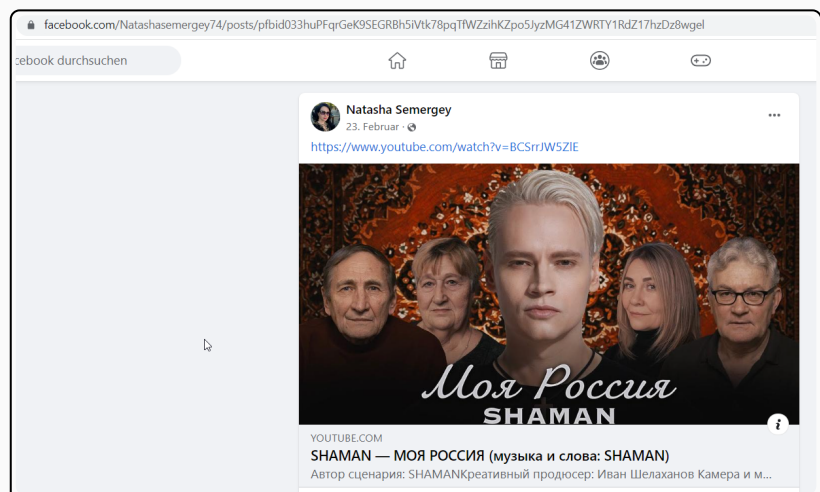 facebook.com/Natashasemergey74/posts/pfbid033huPFqrGeK9SEGRBh5iVtk78pqTfWZzihKZpo5JyzMG41ZWRTY1RdZ17hzDz8wgel
cebook durchsuchen
Natasha Semergey
23. Februar ·
https://www.youtube.com/watch?v=BCSrrJW5ZlE
Моя Россия
SHAMAN
YOUTUBE.COM
SHAMAN — МОЯ РОССИЯ (музыка и слова: SHAMAN)
Автор сценария: SHAMANКреативный продюсер: Иван Шелаханов Камера и м...